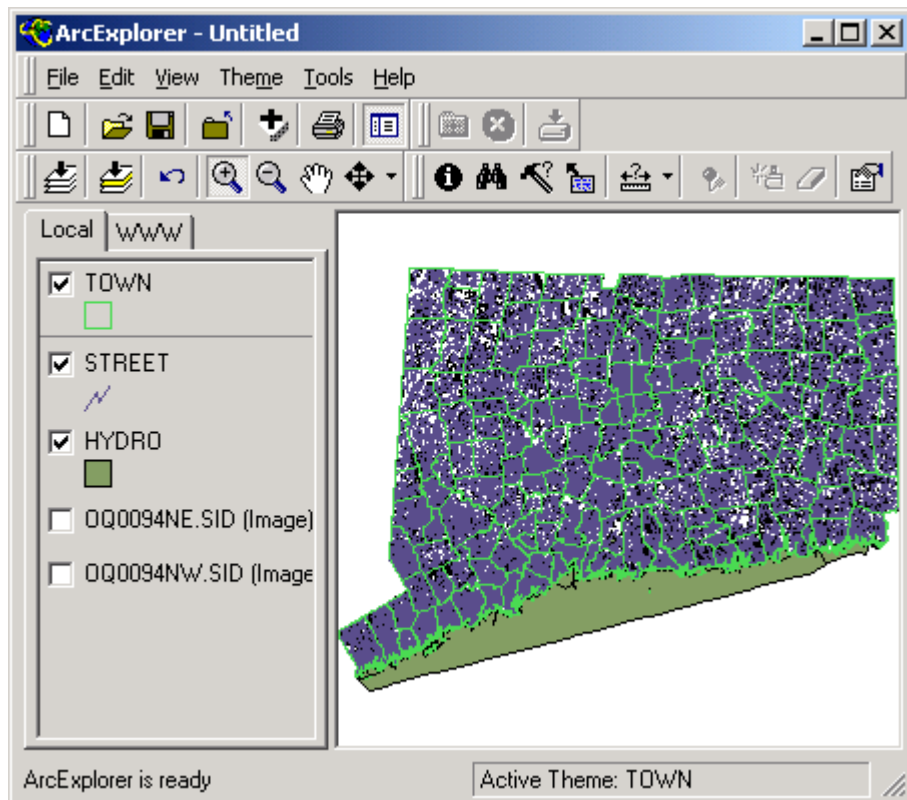 ArcExplorer - Untitled
File Edit View Theme Tools Help
Local WWW
TOWN
STREET
HYDRO
OQ0094NE.SID (Image)
OQ0094NW.SID (Image
ArcExplorer is ready
Active Theme: TOWN